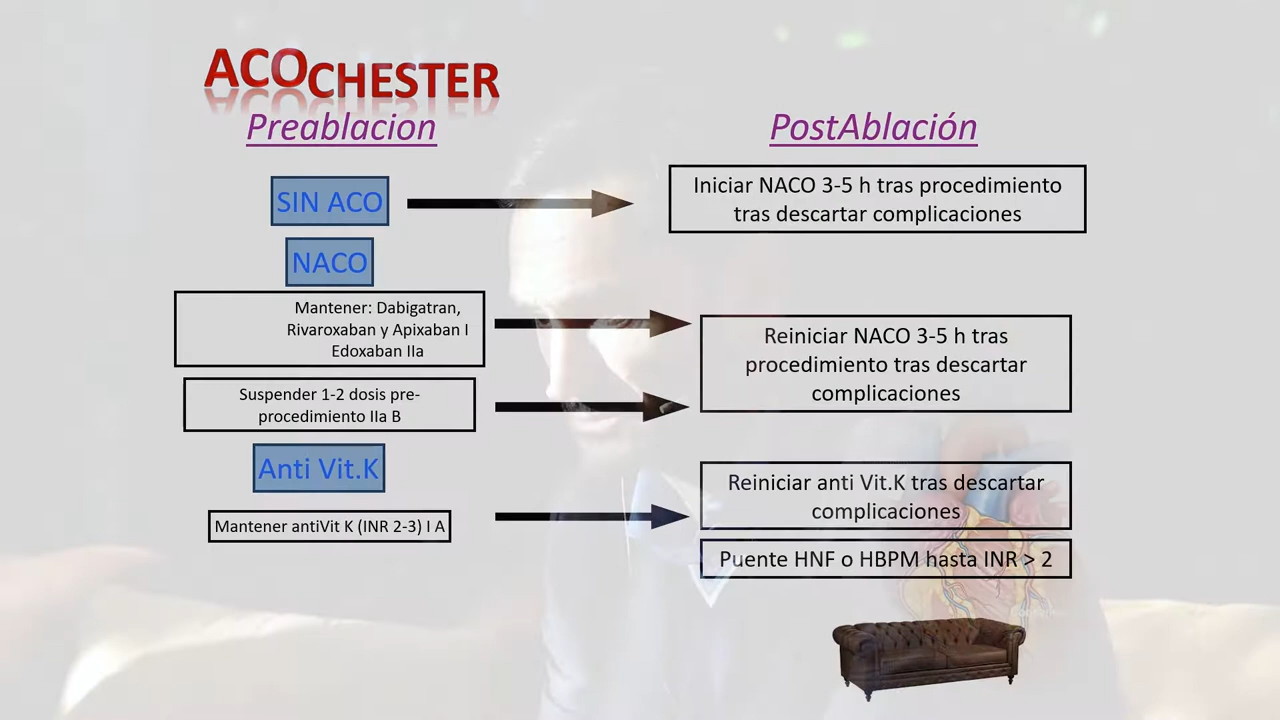 ACOCHESTER
Preablacion
PostAblación
SIN ACO
Iniciar NACO 3-5 h tras procedimiento
tras descartar complicaciones
NACO
Mantener: Dabigatran,
Rivaroxaban y Apixaban I
Edoxaban IIa
Suspender 1-2 dosis pre-
procedimiento IIa B
Reiniciar NACO 3-5 h tras
procedimiento tras descartar
complicaciones
Anti Vit.K
Mantener antiVit K (INR 2-3) I A
Reiniciar anti Vit.K tras descartar
complicaciones
Puente HNF o HBPM hasta INR > 2